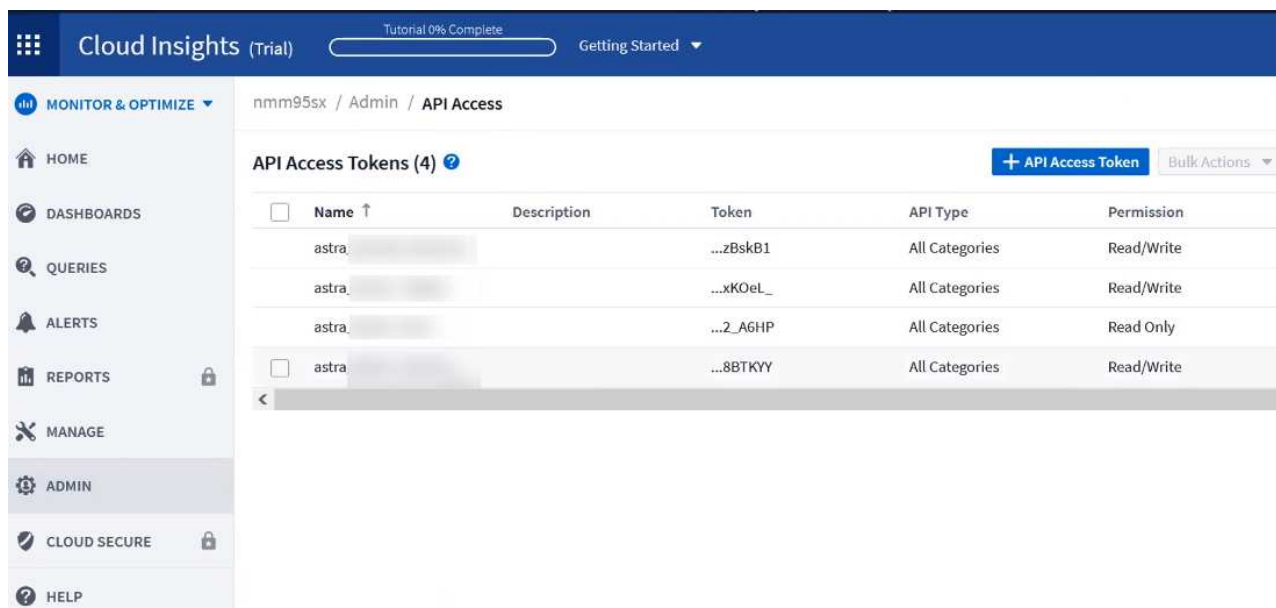 Cloud Insights (Trial)
Tutorial 0% Complete
Getting Started
MONITOR & OPTIMIZE
nmm95sx / Admin / API Access
HOME
API Access Tokens (4)
+ API Access Token
Bulk Actions
DASHBOARDS
Name ↑ Description Token API Type Permission
astra_ ...zBskB1 All Categories Read/Write
QUERIES
astra_ ...xKOeL_ All Categories Read/Write
ALERTS
astra_ ...2_A6HP All Categories Read Only
REPORTS
astra ...8BTKYY All Categories Read/Write
MANAGE
ADMIN
CLOUD SECURE
HELP